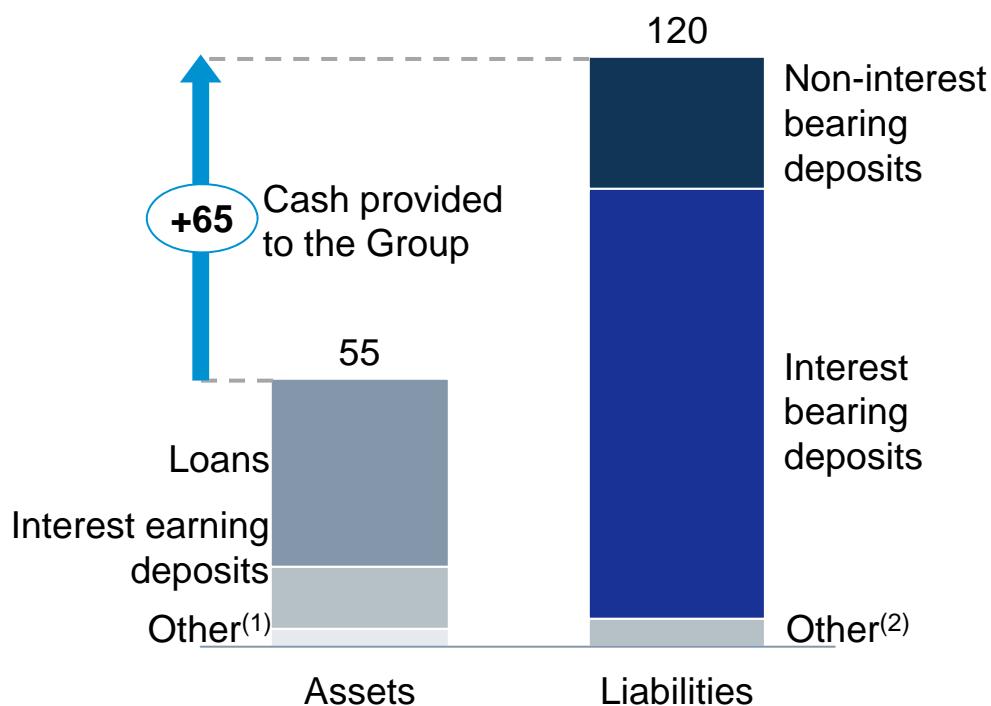 120
Non-interest
bearing
deposits
+65
Cash provided
to the Group
55
Interest
bearing
deposits
Loans
Interest earning
deposits
Other(1)
Other(2)
Assets
Liabilities